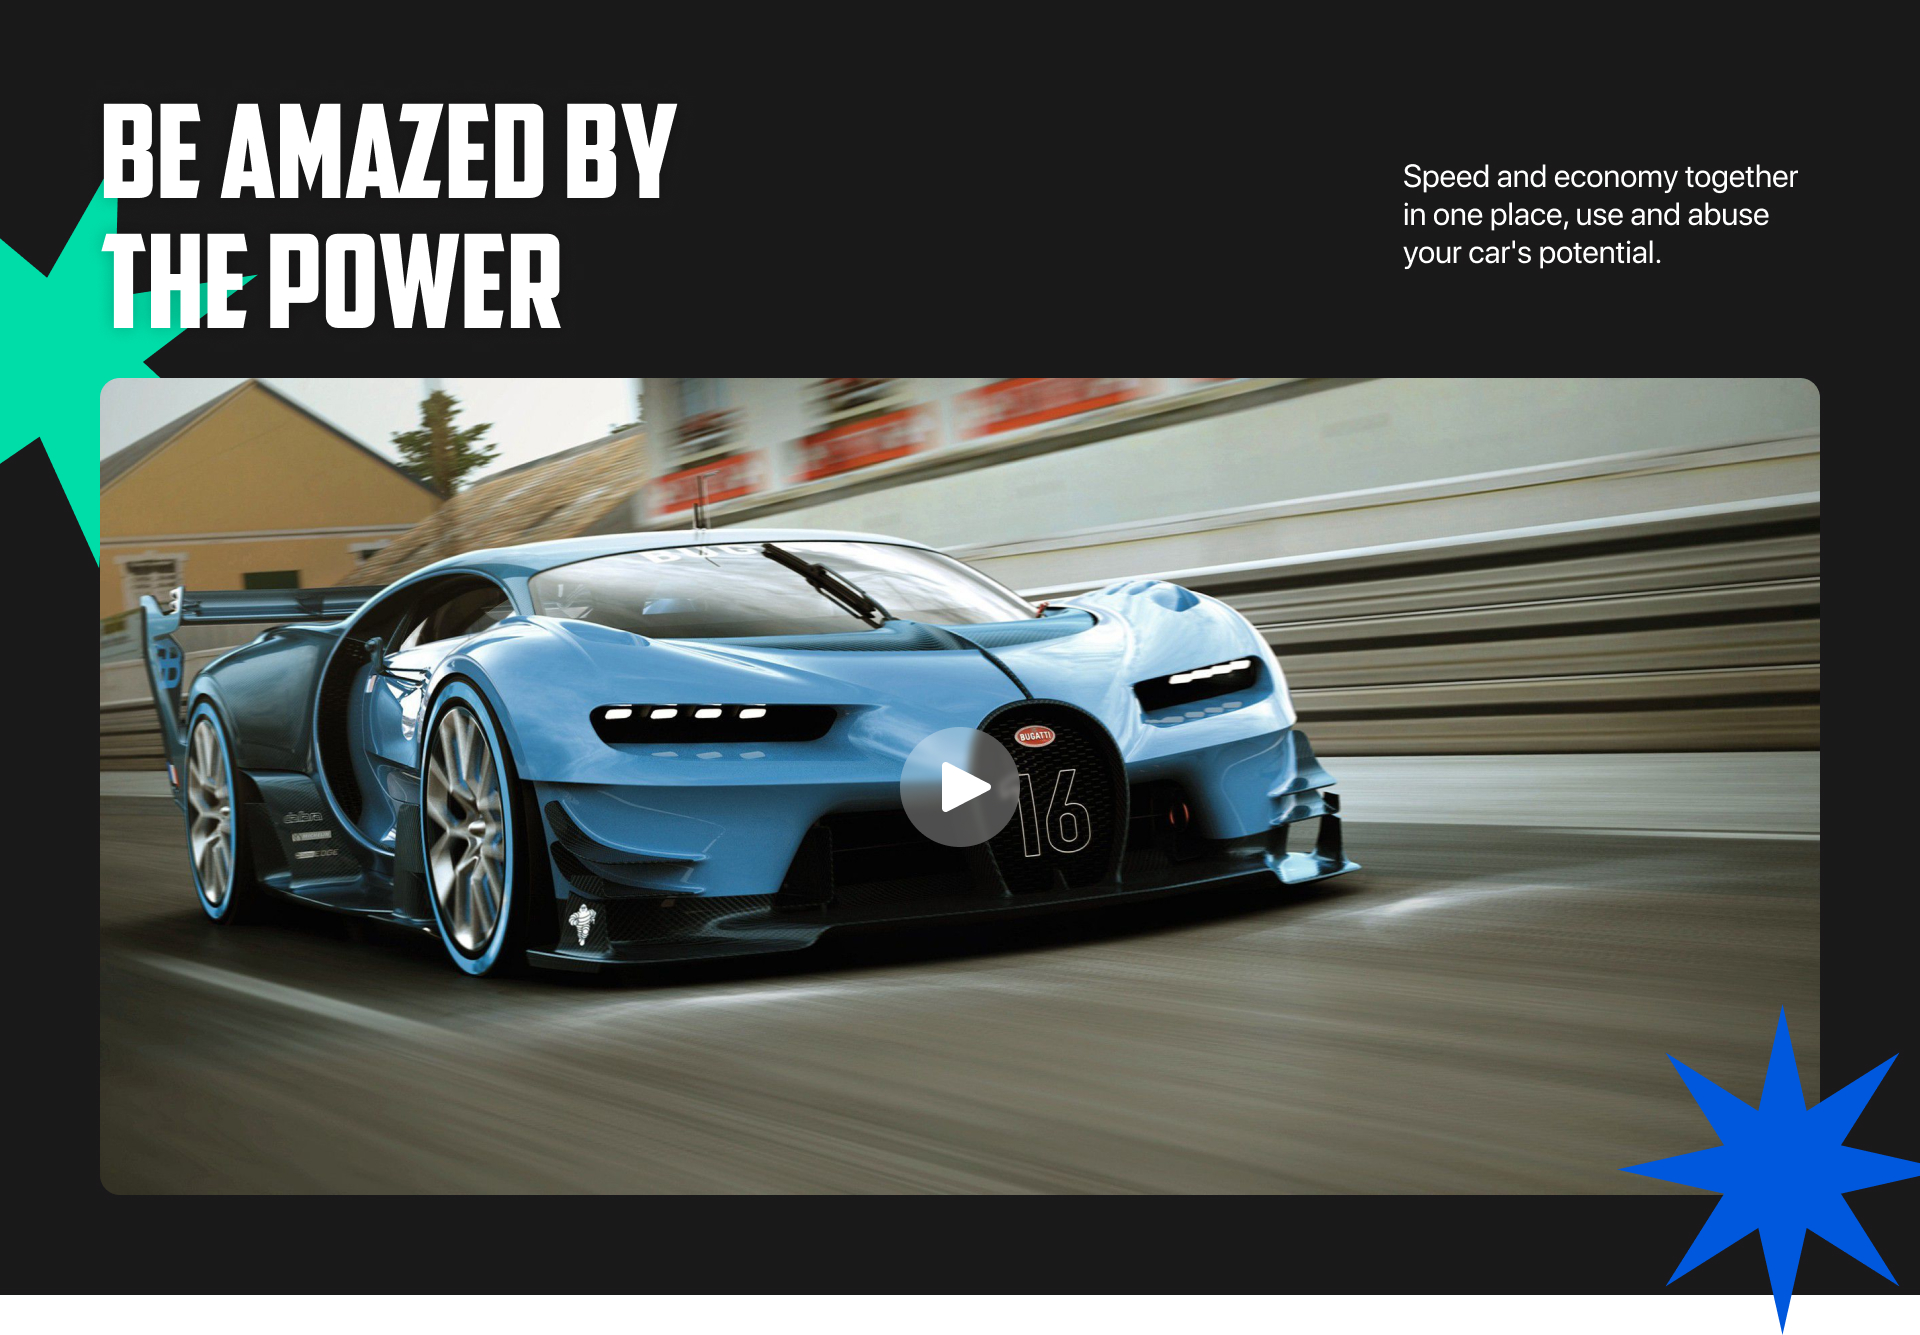 BE AMAZED BY
THE POWER
Speed and economy together
in one place, use and abuse
your car's potential.
BUGATTI
16